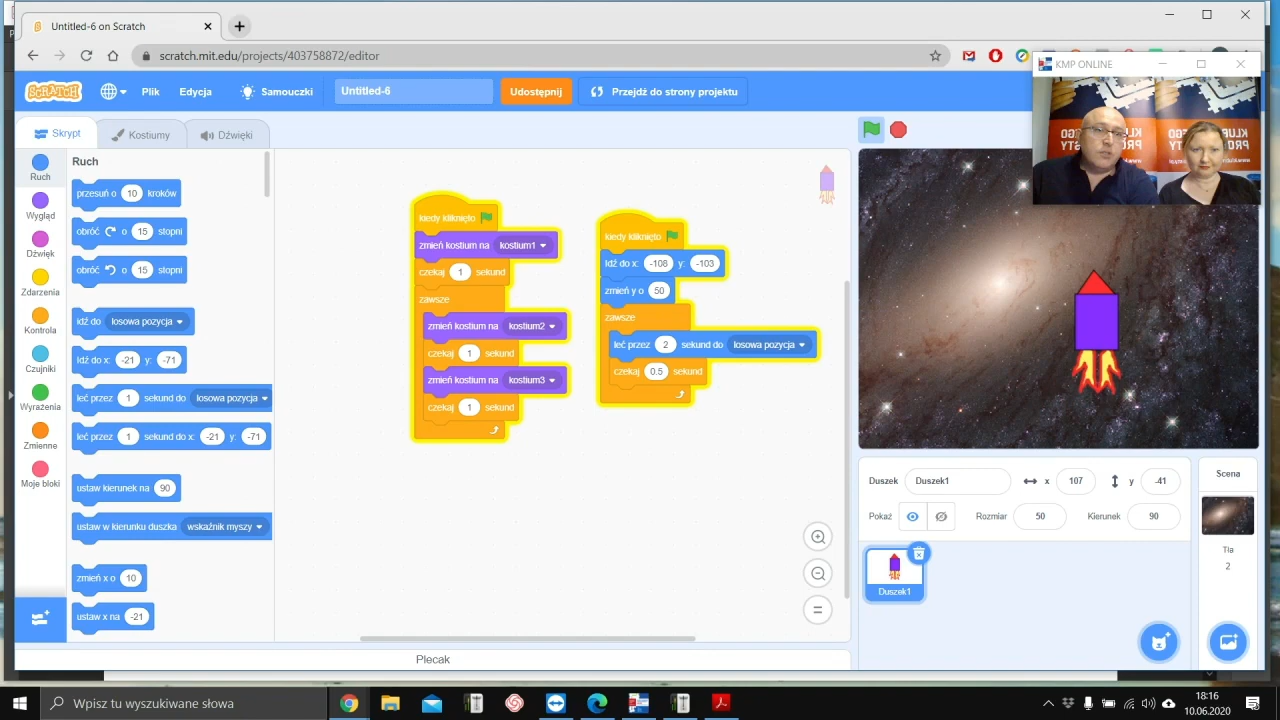 Untitled-6 on Scratch
scratch.mit.edu/projects/403758872/editor
KMP ONLINE
SCRATCH
Plik
Edycja
Samouczki
Untitled-6
Udostępnij
Przejdź do strony projektu
Skrypt
Kostiumy
Dźwięki
Ruch
Wygląd
Dźwięk
Zdarzenia
Kontrola
Czujniki
Wyrażenia
Zmienne
Moje bloki
Ruch
przesuń o 10 kroków
obróć o 15 stopni
obróć o 15 stopni
idź do losowa pozycja
Idź do x: -21 y: -71
leć przez 1 sekund do losowa pozycja
leć przez 1 sekund do x: -21 y: -71
ustaw kierunek na 90
ustaw w kierunku duszka wskaźnik myszy
zmień x o 10
ustaw x na -21
kiedy kliknięto
zmień kostium na kostium1
czekaj 1 sekund
zawsze
zmień kostium na kostium2
czekaj 1 sekund
zmień kostium na kostium3
czekaj 1 sekund
kiedy kliknięto
Idź do x: -108 y: -103
zmień y o 50
zawsze
leć przez 2 sekund do losowa pozycja
czekaj 0.5 sekund
Plecak
Duszek Duszek1 x 107 y -41
Pokaż Rozmiar 50 Kierunek 90
Duszek1
Scena
Tła
2
Wpisz tu wyszukiwane słowa
18:16
10.06.2020